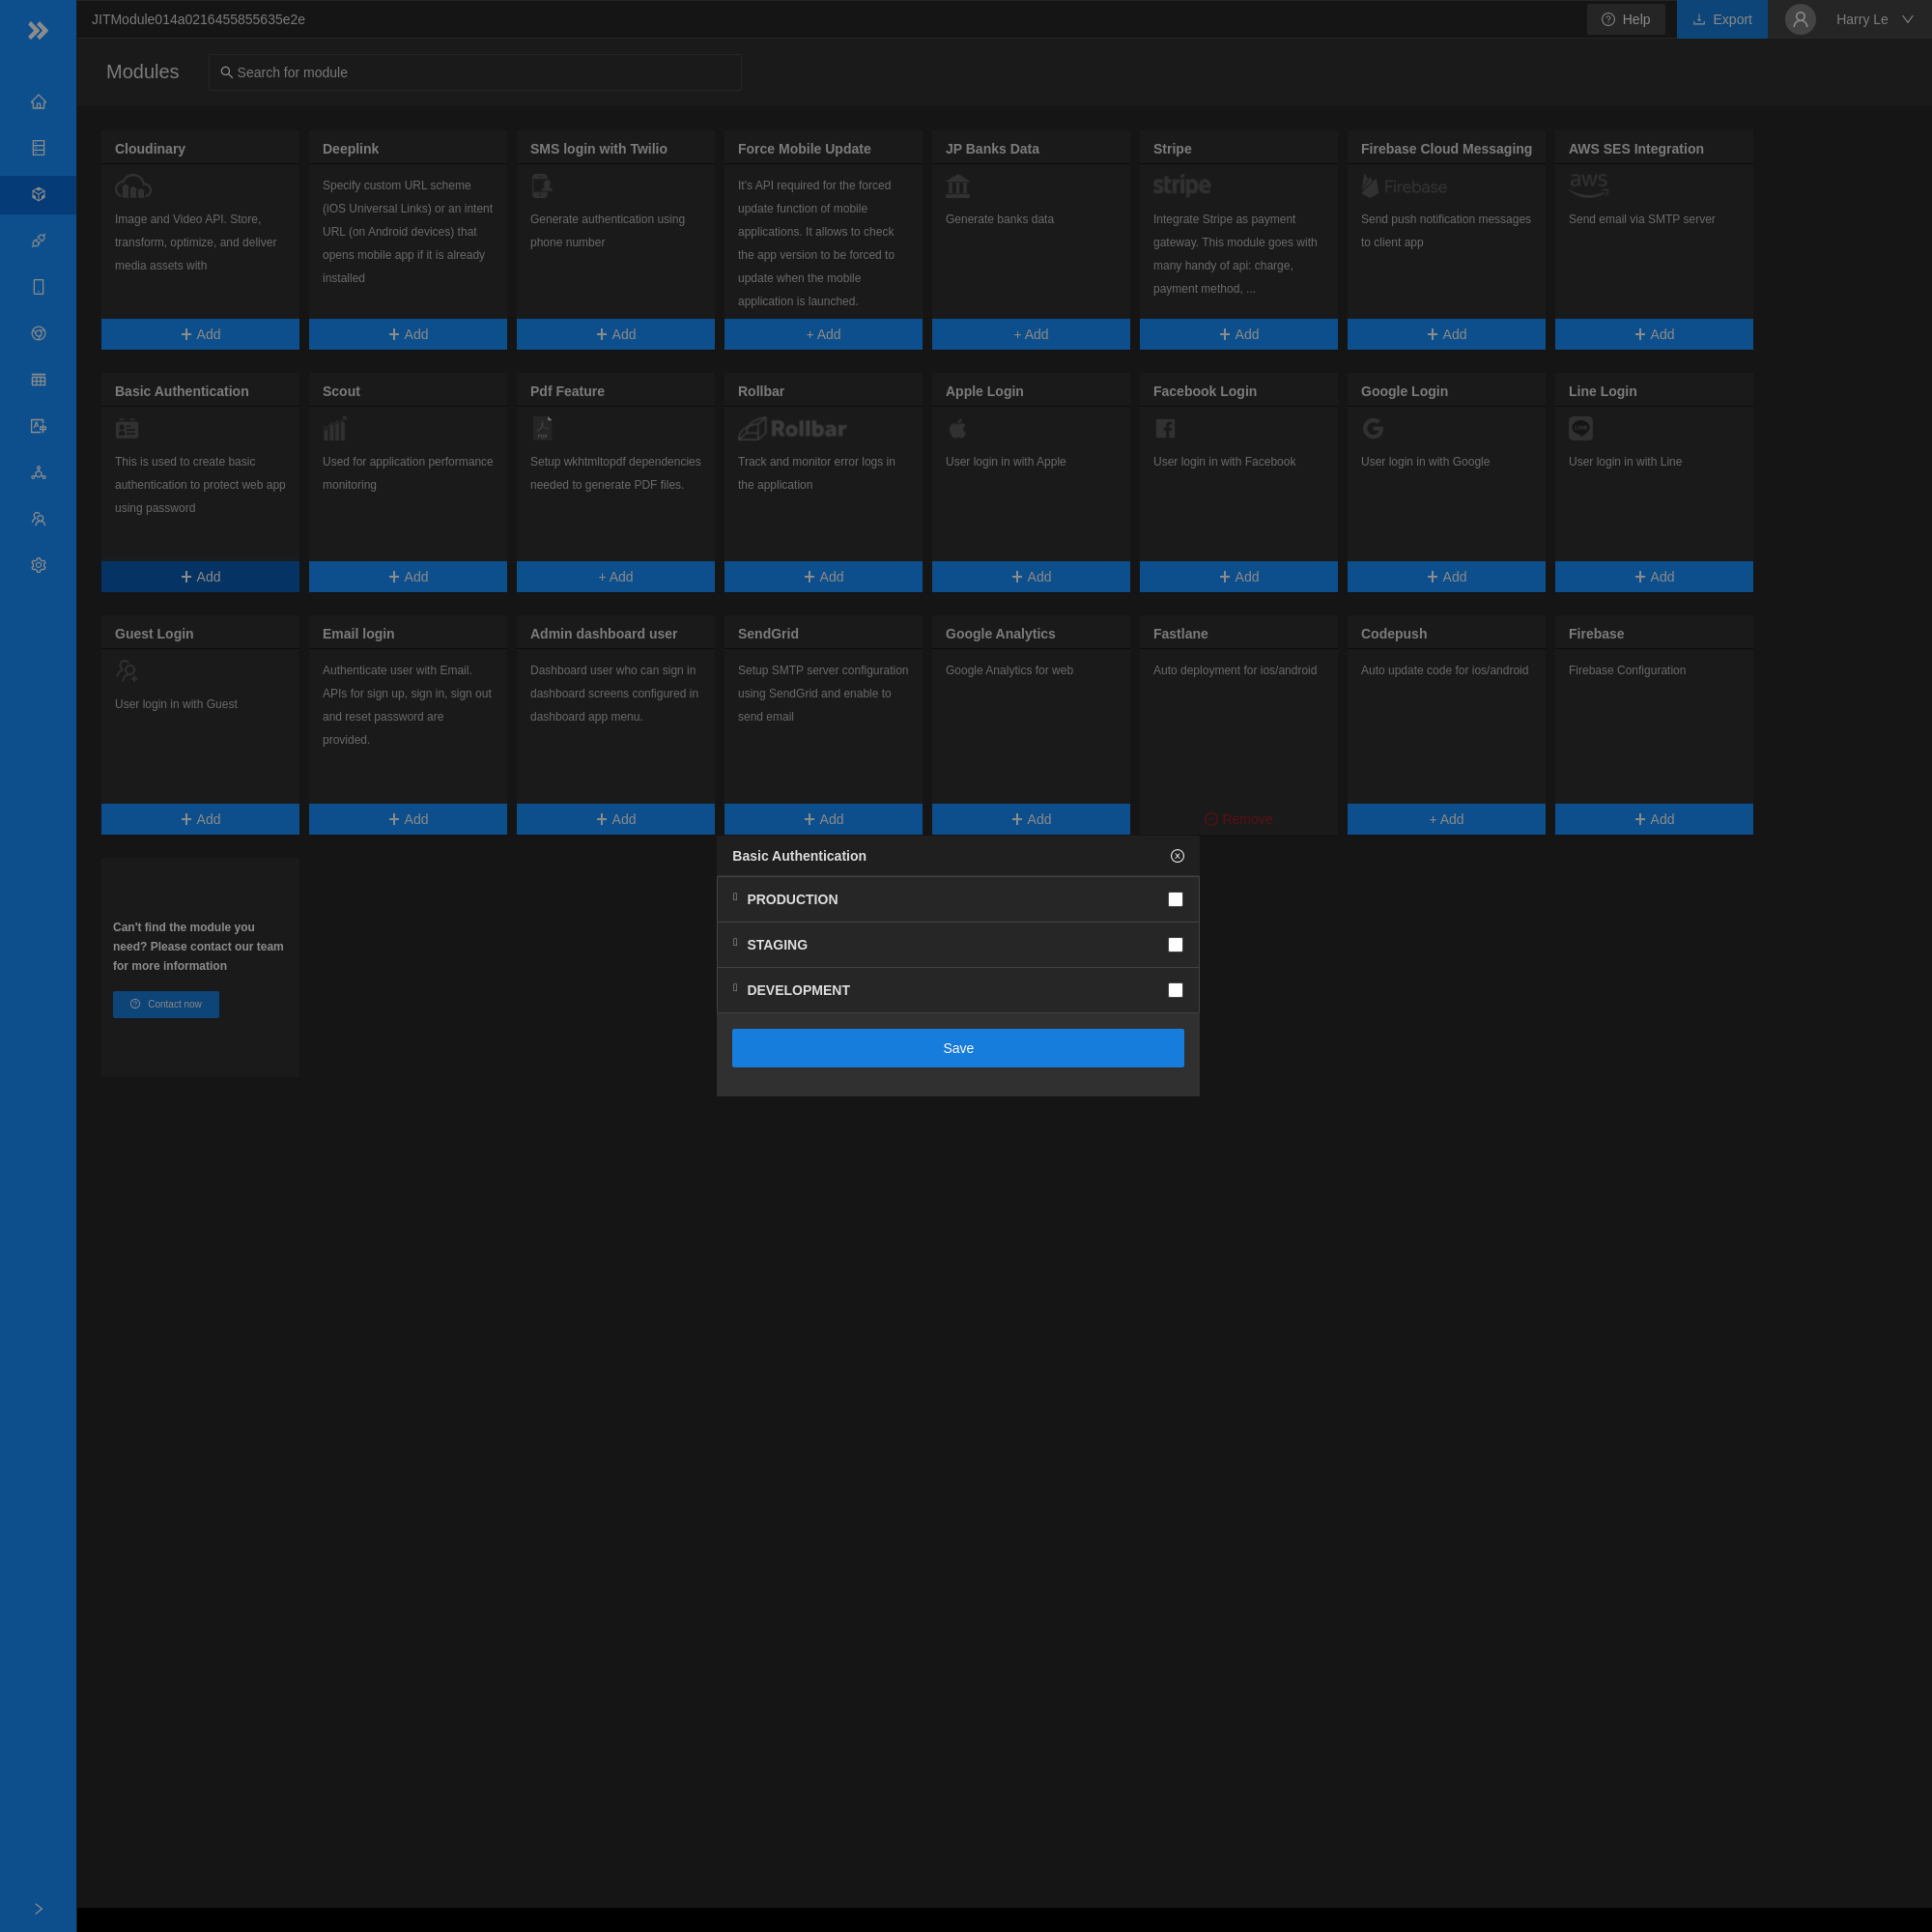 JITModule014a0216455855635e2e
Help
Export
Harry Le
Modules
Search for module
Cloudinary
Image and Video API. Store,
transform, optimize, and deliver
media assets with
Add
Deeplink
Specify custom URL scheme
(iOS Universal Links) or an intent
URL (on Android devices) that
opens mobile app if it is already
installed
Add
SMS login with Twilio
Generate authentication using
phone number
Add
Force Mobile Update
It's API required for the forced
update function of mobile
applications. It allows to check
the app version to be forced to
update when the mobile
application is launched.
+ Add
JP Banks Data
Generate banks data
+ Add
Stripe
stripe
Integrate Stripe as payment
gateway. This module goes with
many handy of api: charge,
payment method, ...
Add
Firebase Cloud Messaging
Firebase
Send push notification messages
to client app
Add
AWS SES Integration
aws
Send email via SMTP server
Add
Basic Authentication
This is used to create basic
authentication to protect web app
using password
Add
Scout
Used for application performance
monitoring
Add
Pdf Feature
PDF
Setup wkhtmltopdf dependencies
needed to generate PDF files.
+ Add
Rollbar
Rollbar
Track and monitor error logs in
the application
Add
Apple Login
User login in with Apple
Add
Facebook Login
User login in with Facebook
Add
Google Login
User login in with Google
Add
Line Login
LINE
User login in with Line
Add
Guest Login
User login in with Guest
Add
Email login
Authenticate user with Email.
APIs for sign up, sign in, sign out
and reset password are
provided.
Add
Admin dashboard user
Dashboard user who can sign in
dashboard screens configured in
dashboard app menu.
Add
SendGrid
Setup SMTP server configuration
using SendGrid and enable to
send email
Add
Google Analytics
Google Analytics for web
Add
Fastlane
Auto deployment for ios/android
Remove
Codepush
Auto update code for ios/android
+ Add
Firebase
Firebase Configuration
Add
Can't find the module you
need? Please contact our team
for more information
Contact now
Basic Authentication
PRODUCTION
STAGING
DEVELOPMENT
Save